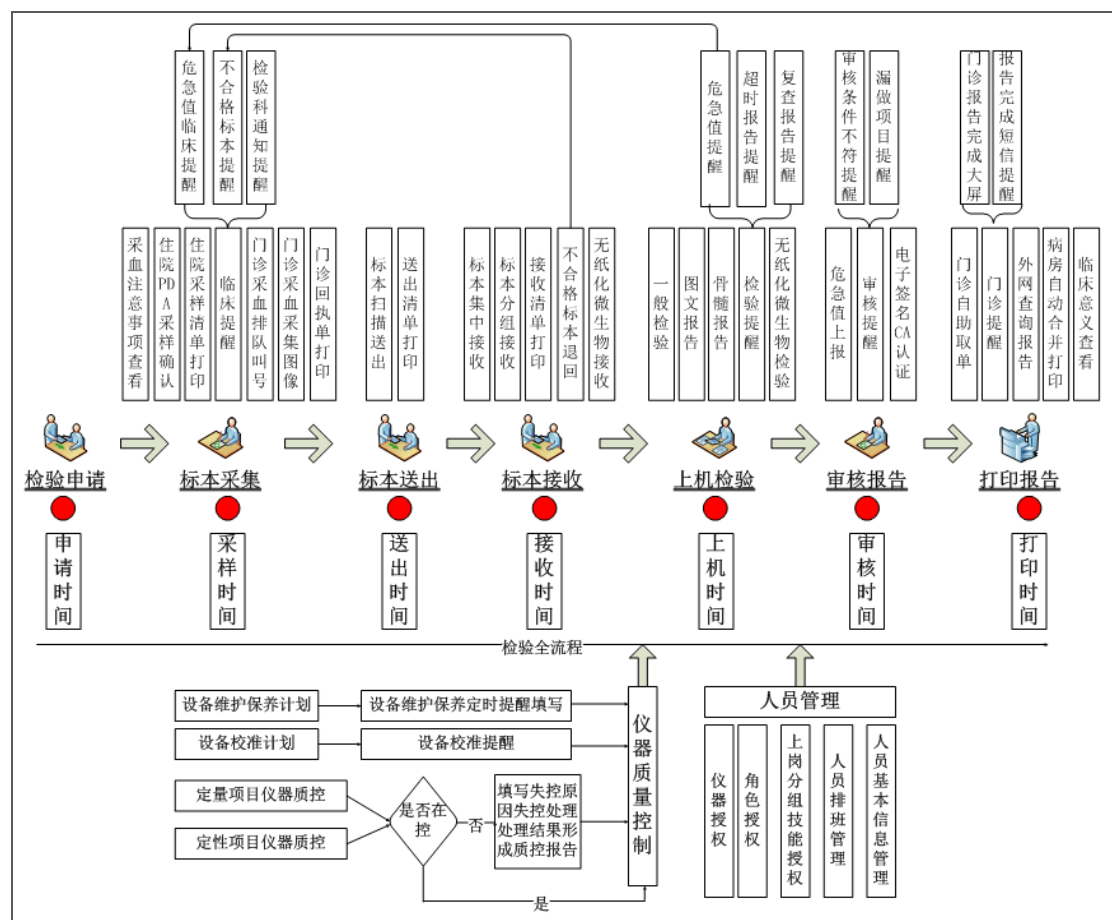 危急值临床提醒
不合格标本提醒
检验科通知提醒
危急值提醒
超时报告提醒
复查报告提醒
审核条件不符提醒
漏做项目提醒
门诊报告完成大屏
报告完成短信提醒
采血注意事项查看
住院PDA采样确认
住院采样清单打印
临床提醒
门诊采血排队叫号
门诊采血采集图像
门诊回执单打印
标本扫描送出
送出清单打印
标本集中接收
标本分组接收
接收清单打印
不合格标本退回
无纸化微生物接收
一般检验
图文报告
骨髓报告
检验提醒
无纸化微生物检验
危急值上报
审核提醒
电子签名CA认证
门诊自助取单
门诊提醒
外网查询报告
病房自动合并打印
临床意义查看
检验申请
标本采集
标本送出
标本接收
上机检验
审核报告
打印报告
申请时间
采样时间
送出时间
接收时间
上机时间
审核时间
打印时间
检验全流程
设备维护保养计划
设备维护保养定时提醒填写
设备校准计划
设备校准提醒
定量项目仪器质控
定性项目仪器质控
是否在
控
否
填写失控原
因失控处理
处理结果形
成质控报告
是
仪器质量控制
人员管理
仪器授权
角色授权
上岗分组技能授权
人员排班管理
人员基本信息管理